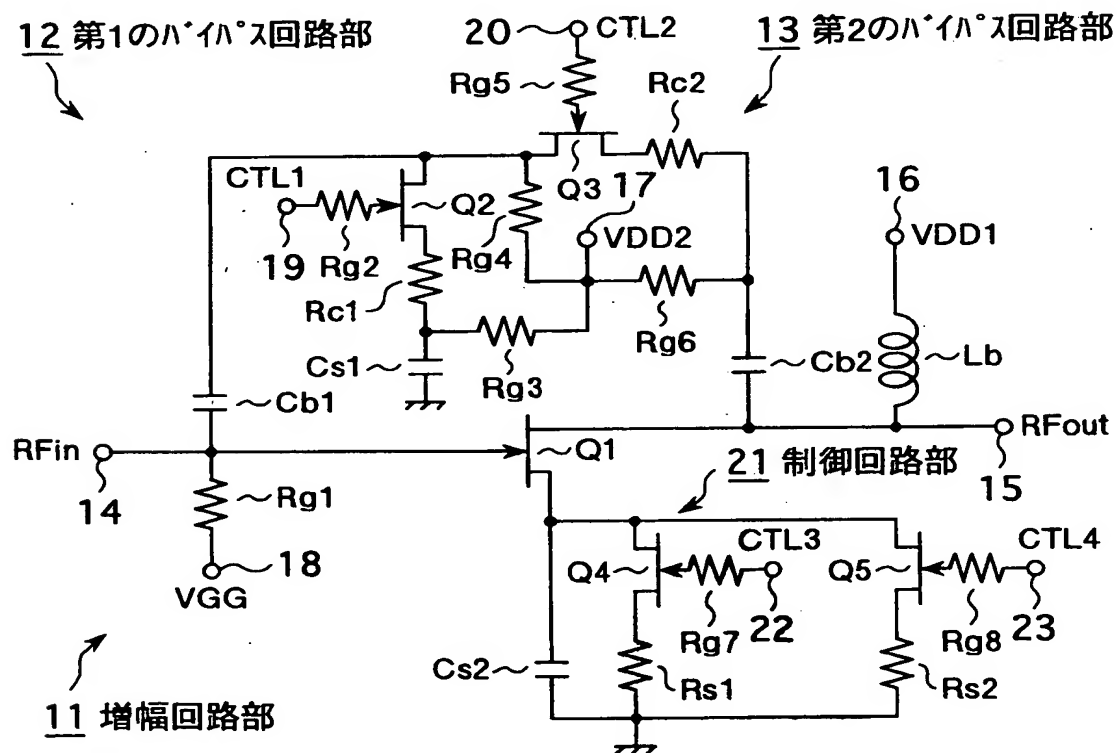 12 第1のバイパス回路部
20 CTL2
13 第2のバイパス回路部
Rg5
Rc2
Q3
CTL1
Q2
17
16
19
Rg2
Rg4
VDD2
VDD1
Rc1
Rg6
Cs1
Rg3
Cb2
Lb
Cb1
RFin
Q1
RFout
14
21 制御回路部
15
Rg1
18
VGG
CTL3
CTL4
Q4
Q5
Rg7
22
Rg8
23
Cs2
Rs1
Rs2
11 増幅回路部